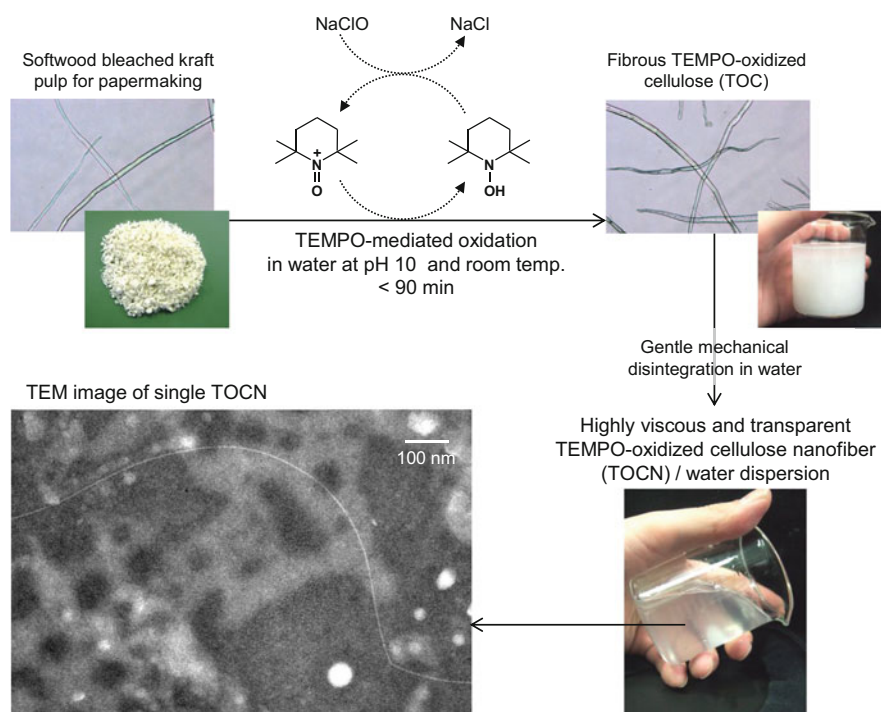 NaClO
NaCl
Softwood bleached kraft
pulp for papermaking
Fibrous TEMPO-oxidized
cellulose (TOC)
N
+
O
N
OH
TEMPO-mediated oxidation
in water at pH 10 and room temp.
< 90 min
Gentle mechanical
disintegration in water
TEM image of single TOCN
100 nm
Highly viscous and transparent
TEMPO-oxidized cellulose nanofiber
(TOCN) / water dispersion